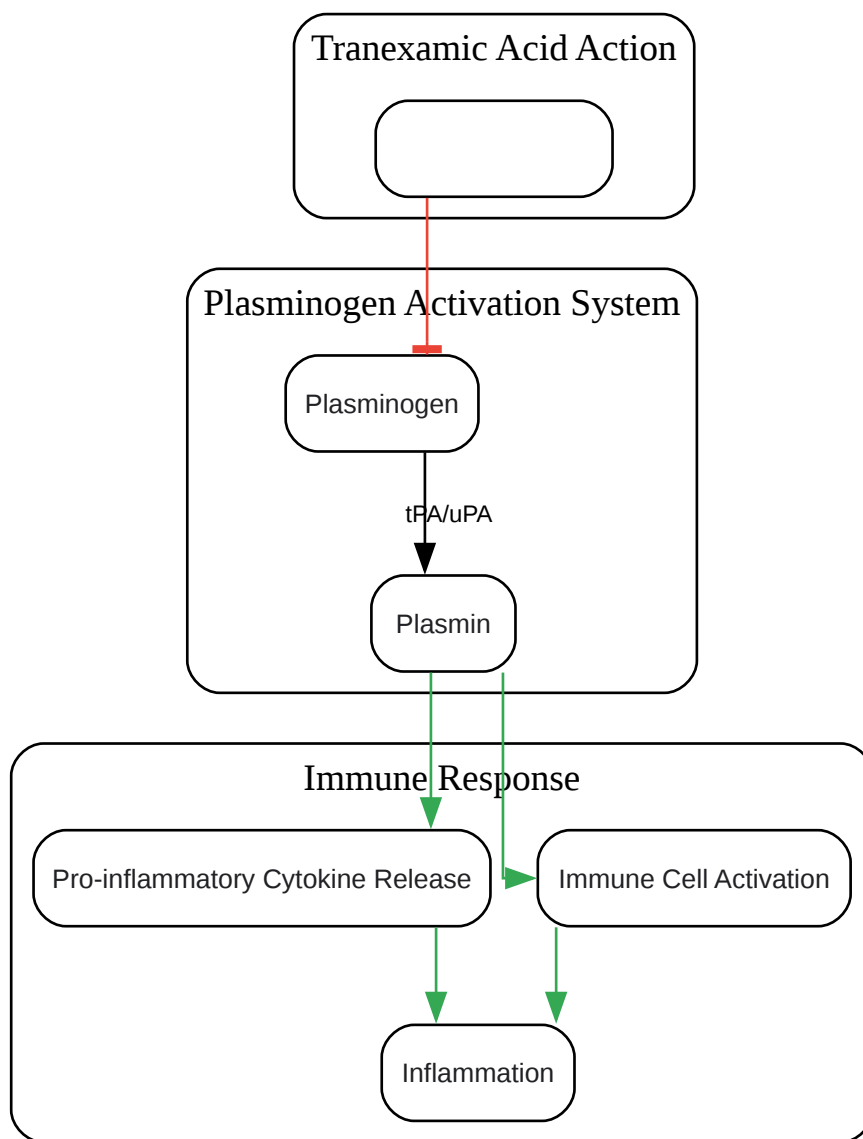 Tranexamic Acid Action
Plasminogen Activation System
Plasminogen
tPA/uPA
Plasmin
Immune Response
Pro-inflammatory Cytokine Release
Immune Cell Activation
Inflammation